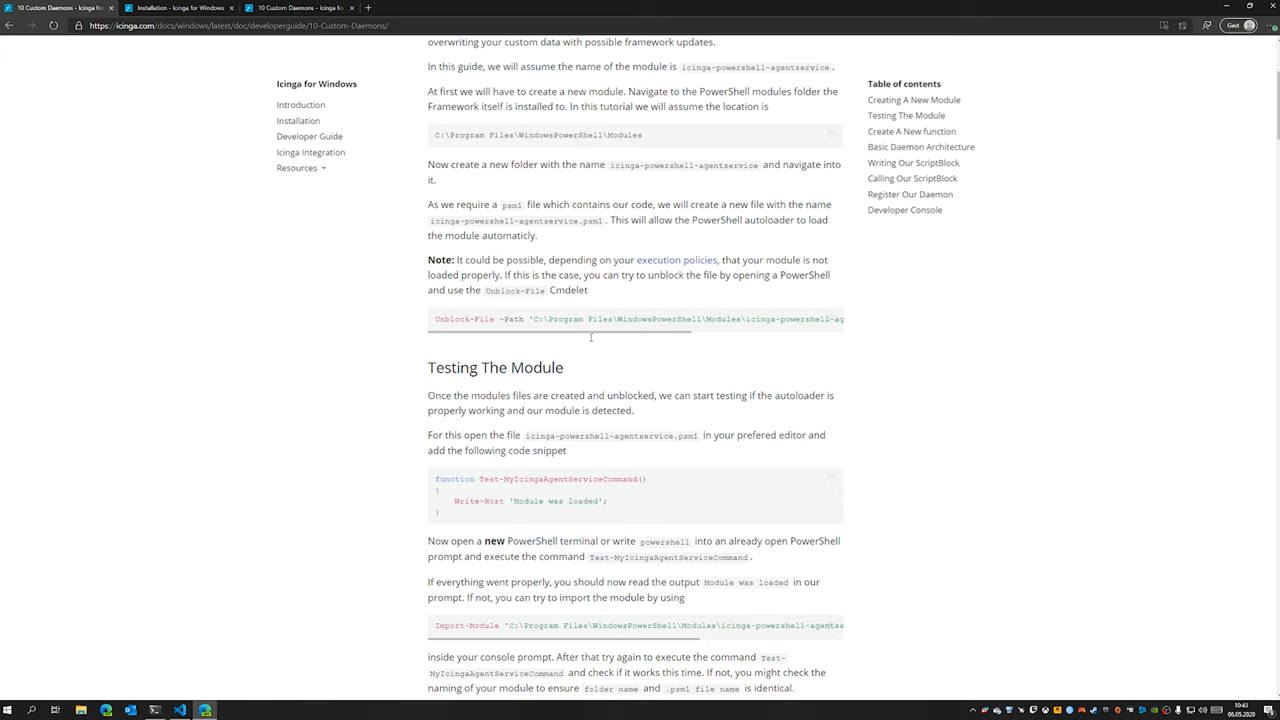 10 Custom Daemons - Icinga for
Installation - Icinga for Windows
10 Custom Daemons - Icinga fo
https://icinga.com/docs/windows/latest/doc/developerguide/10-Custom-Daemons/
Gast
Icinga for Windows
Introduction
Installation
Developer Guide
Icinga Integration
Resources
overwriting your custom data with possible framework updates.
In this guide, we will assume the name of the module is icinga-powershell-agentservice.
At first we will have to create a new module. Navigate to the PowerShell modules folder the
Framework itself is installed to. In this tutorial we will assume the location is
C:\Program Files\WindowsPowerShell\Modules
Now create a new folder with the name icinga-powershell-agentservice and navigate into
it.
As we require a psm1 file which contains our code, we will create a new file with the name
icinga-powershell-agentservice.psm1. This will allow the PowerShell autoloader to load
the module automaticly.
Note: It could be possible, depending on your execution policies, that your module is not
loaded properly. If this is the case, you can try to unblock the file by opening a PowerShell
and use the Unblock-File Cmdelet
Unblock-File -Path 'C:\Program Files\WindowsPowerShell\Modules\icinga-powershell-ag
Testing The Module
Once the modules files are created and unblocked, we can start testing if the autoloader is
properly working and our module is detected.
For this open the file icinga-powershell-agentservice.psm1 in your prefered editor and
add the following code snippet
function Test-MyIcingaAgentServiceCommand()
{
Write-Host 'Module was loaded';
}
Now open a new PowerShell terminal or write powershell into an already open PowerShell
prompt and execute the command Test-MyIcingaAgentServiceCommand.
If everything went properly, you should now read the output Module was loaded in our
prompt. If not, you can try to import the module by using
Import-Module 'C:\Program Files\WindowsPowerShell\Modules\icinga-powershell-agentse
inside your console prompt. After that try again to execute the command Test-
MyIcingaAgentServiceCommand and check if it works this time. If not, you might check the
naming of your module to ensure folder name and .psm1 file name is identical.
Table of contents
Creating A New Module
Testing The Module
Create A New function
Basic Daemon Architecture
Writing Our ScriptBlock
Calling Our ScriptBlock
Register Our Daemon
Developer Console
10:43
06.05.2020